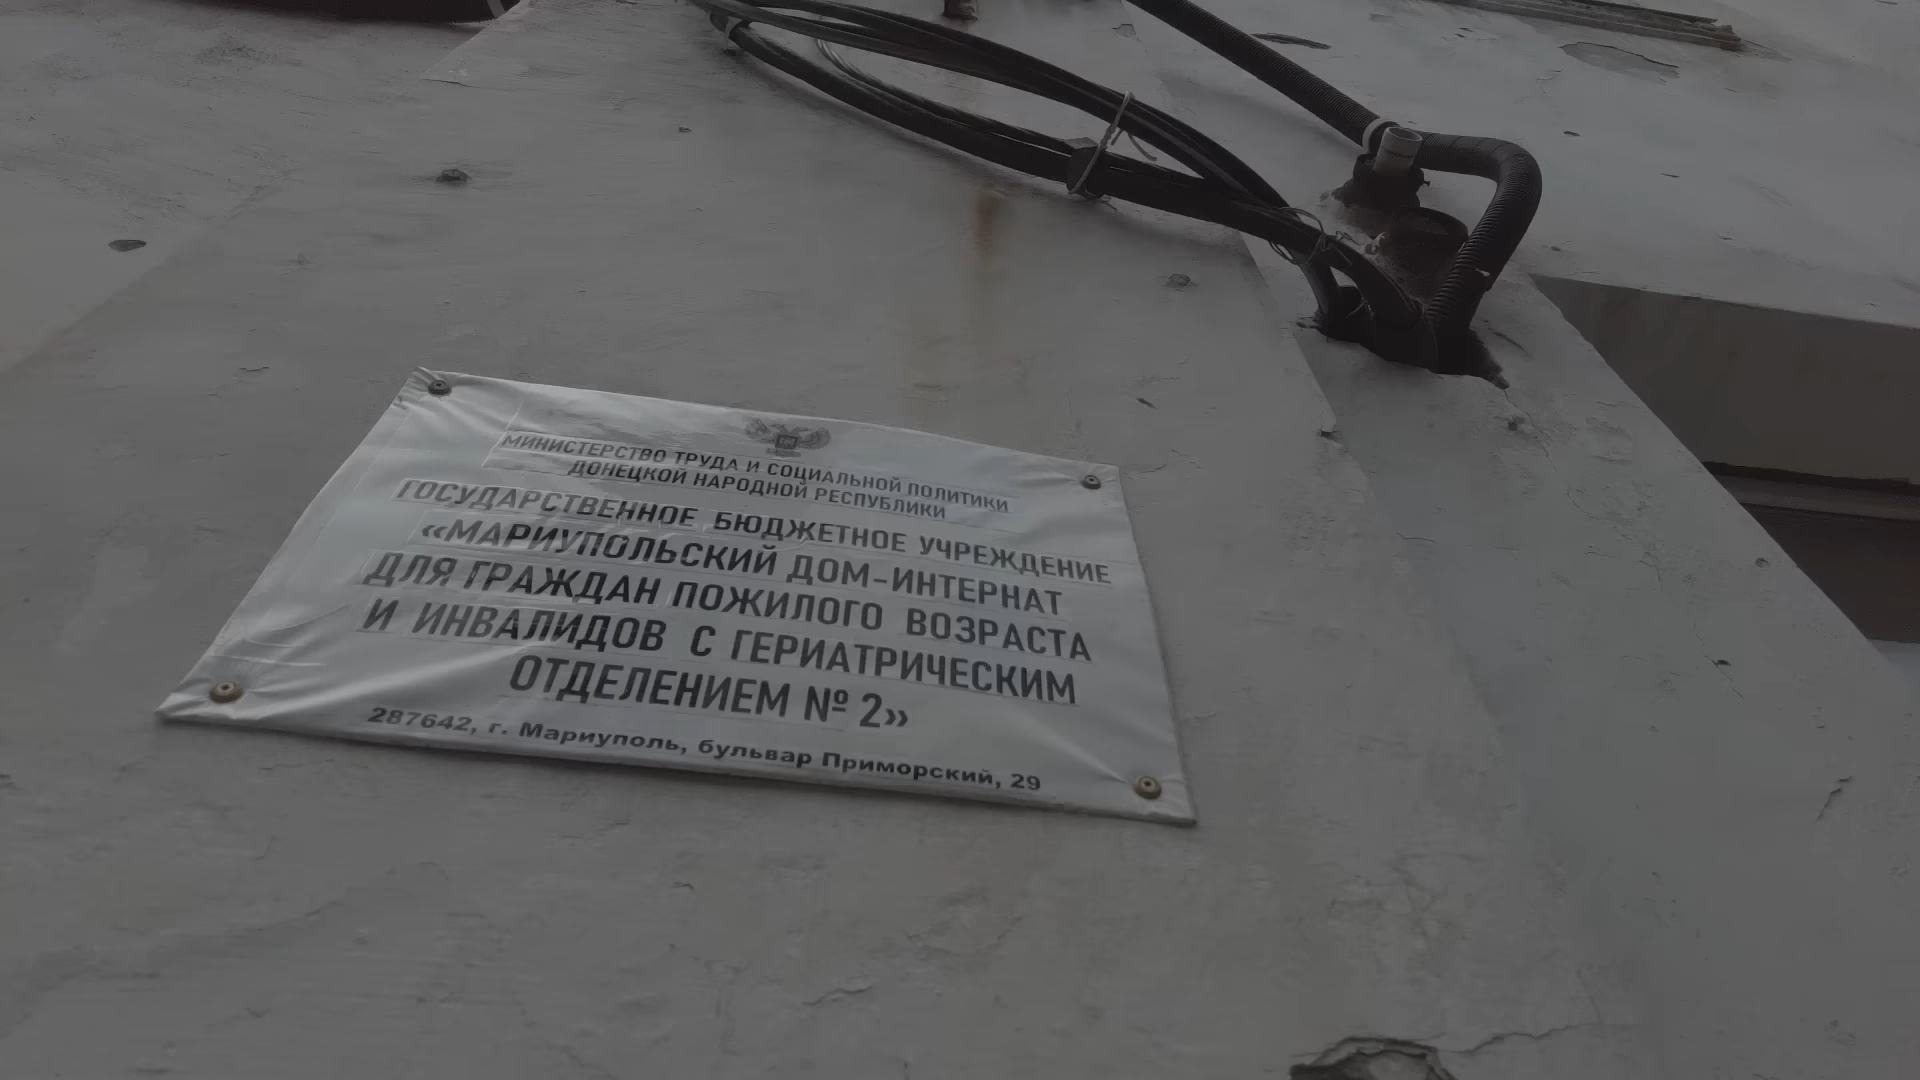 МИНИСТЕРСТВО ТРУДА И СОЦИАЛЬНОЙ ПОЛИТИКИ
ДОНЕЦКОЙ НАРОДНОЙ РЕСПУБЛИКИ
ГОСУДАРСТВЕННОЕ БЮДЖЕТНОЕ УЧРЕЖДЕНИЕ
«МАРИУПОЛЬСКИЙ ДОМ-ИНТЕРНАТ
ДЛЯ ГРАЖДАН ПОЖИЛОГО ВОЗРАСТА
И ИНВАЛИДОВ С ГЕРИАТРИЧЕСКИМ
ОТДЕЛЕНИЕМ № 2»
287642, г. Мариуполь, бульвар Приморский, 29